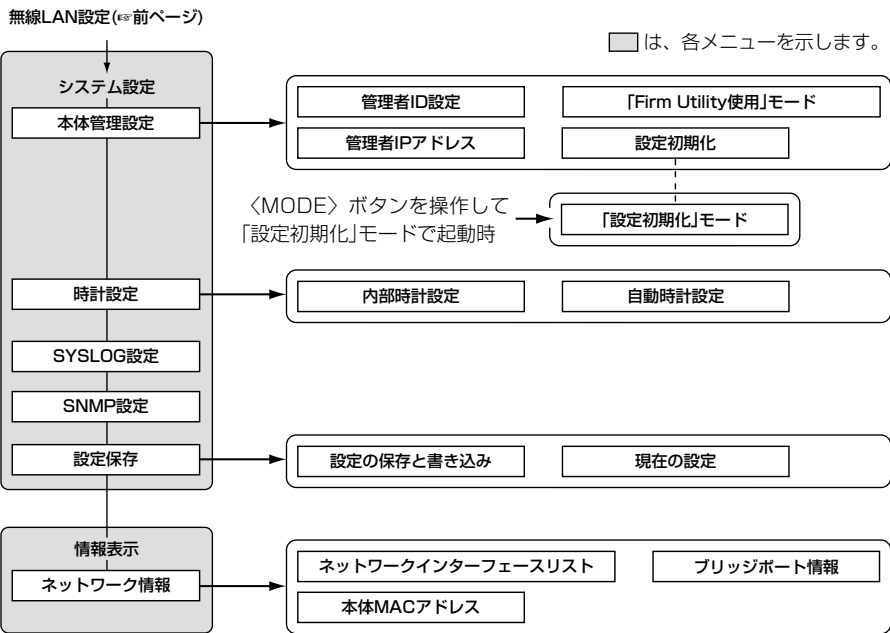 無線LAN設定(☞前ページ)
は、各メニューを示します。
システム設定
本体管理設定
管理者ID設定
「Firm Utility使用」モード
管理者IPアドレス
設定初期化
〈MODE〉ボタンを操作して
「設定初期化」モードで起動時
「設定初期化」モード
時計設定
内部時計設定
自動時計設定
SYSLOG設定
SNMP設定
設定保存
設定の保存と書き込み
現在の設定
情報表示
ネットワーク情報
ネットワークインターフェースリスト
ブリッジポート情報
本体MACアドレス